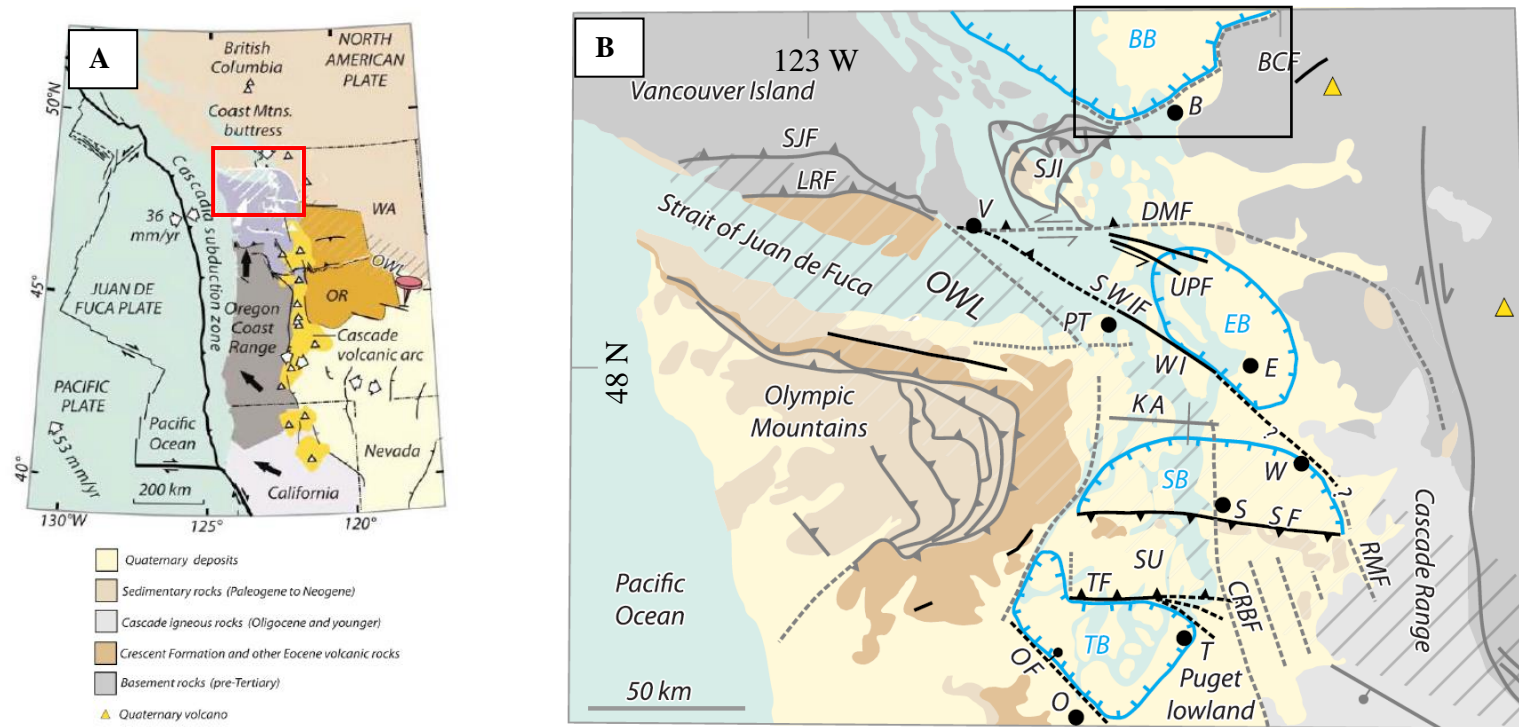 A
British
Columbia
NORTH
AMERICAN
PLATE
50°N
Coast Mtns.
buttress
Cascadia subduction zone
36
mm/yr
WA
OWL
45°
JUAN DE
FUCA PLATE
OR
Oregon
Coast
Range
Cascade
volcanic arc
PACIFIC
PLATE
Pacific
Ocean
53 mm/yr
Nevada
40°
200 km
California
130°W
125°
120°
Quaternary deposits
Sedimentary rocks (Paleogene to Neogene)
Cascade igneous rocks (Oligocene and younger)
Crescent Formation and other Eocene volcanic rocks
Basement rocks (pre-Tertiary)
Quaternary volcano
B
123 W
BB
BCF
Vancouver Island
B
SJF
SJI
LRF
V
DMF
Strait of Juan de Fuca
OWL
SWIF
UPF
EB
PT
WI
E
48 N
Olympic
Mountains
KA
?
W
SB
?
S
SF
RMF
Cascade Range
SU
Pacific
Ocean
TF
CRBF
TB
T
OF
Puget
lowland
O
50 km